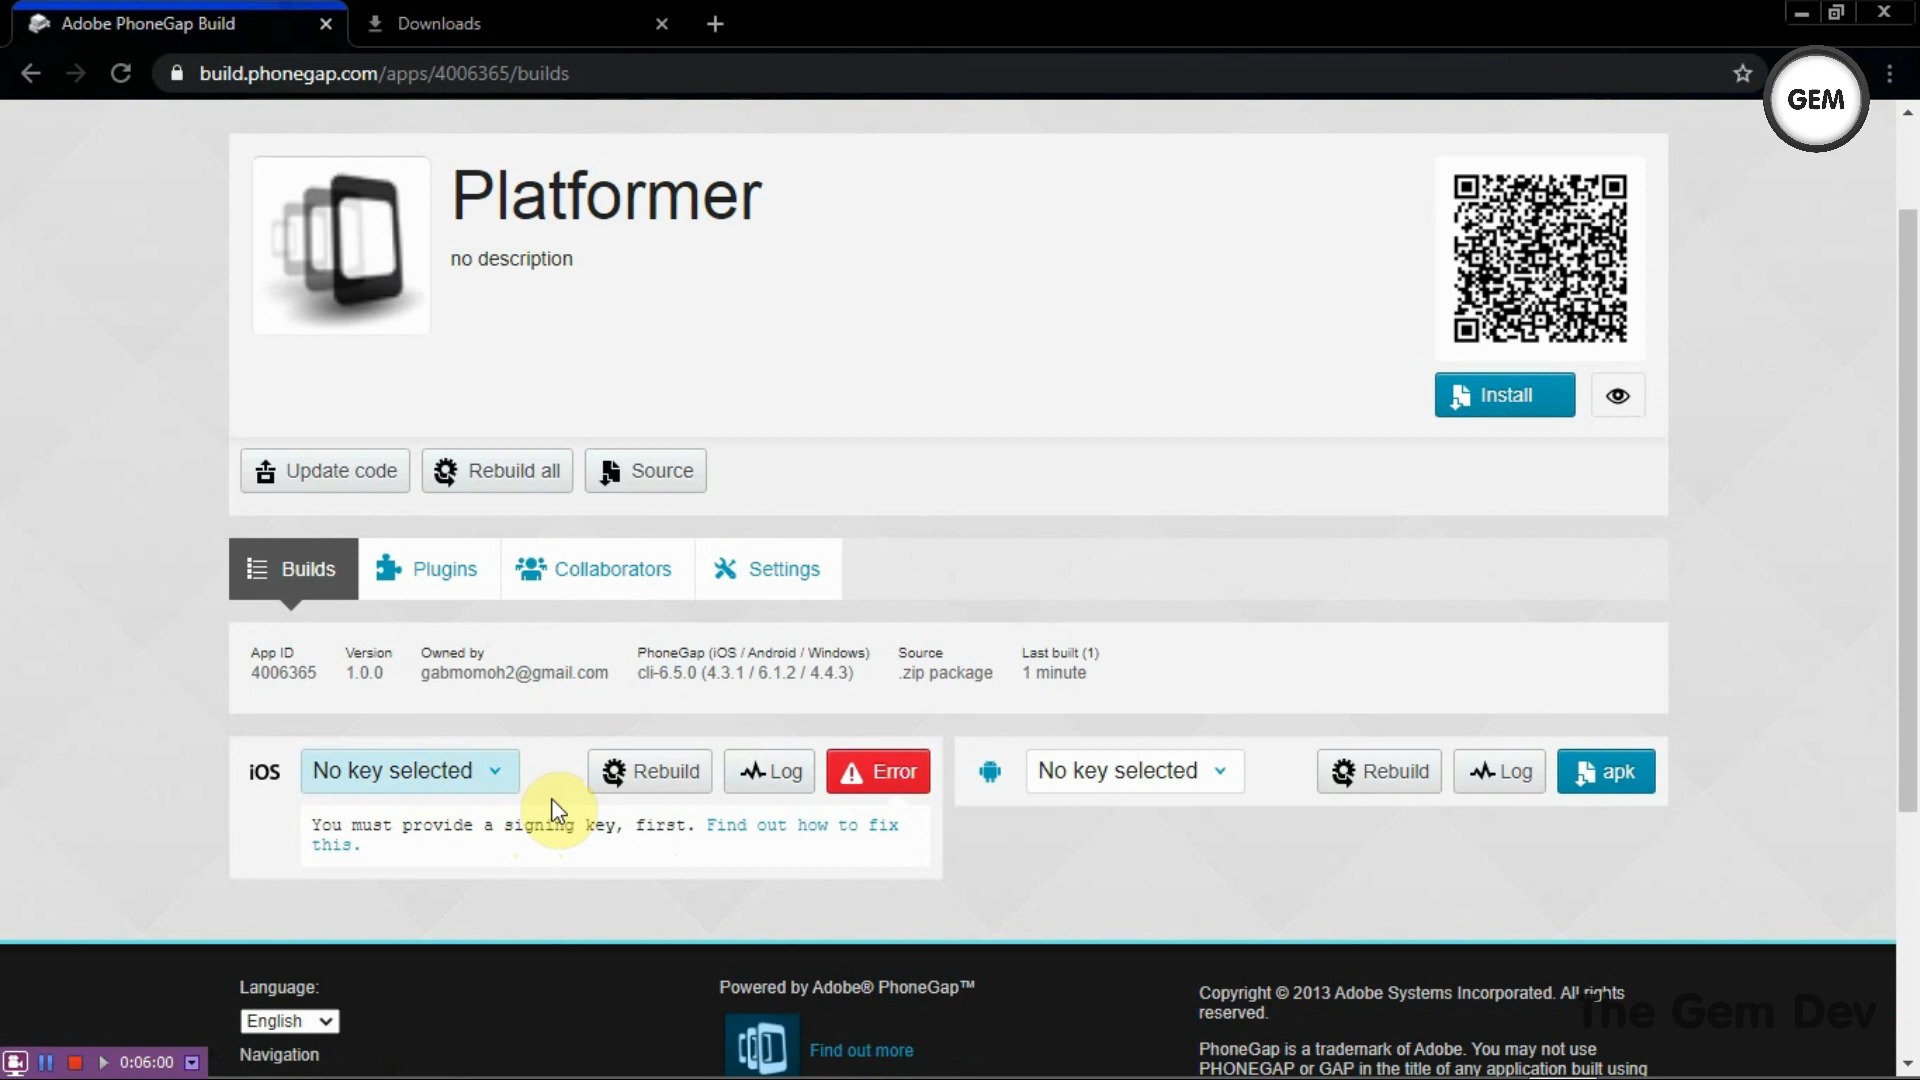 Adobe PhoneGap Build
Downloads
build.phonegap.com/apps/4006365/builds
GEM
Platformer
no description
Install
Update code
Rebuild all
Source
Builds
Plugins
Collaborators
Settings
App ID
4006365
Version
1.0.0
Owned by
gabmomoh2@gmail.com
PhoneGap (iOS / Android / Windows)
cli-6.5.0 (4.3.1 / 6.1.2 / 4.4.3)
Source
.zip package
Last built (1)
1 minute
iOS
No key selected
Rebuild
Log
Error
You must provide a signing key, first. Find out how to fix
this.
No key selected
Rebuild
Log
apk
Language:
English
Navigation
Powered by Adobe® PhoneGap™
Find out more
Copyright © 2013 Adobe Systems Incorporated. All rights
reserved.
PhoneGap is a trademark of Adobe. You may not use
PHONEGAP or GAP in the title of any application built using
The Gem Dev
0:06:00